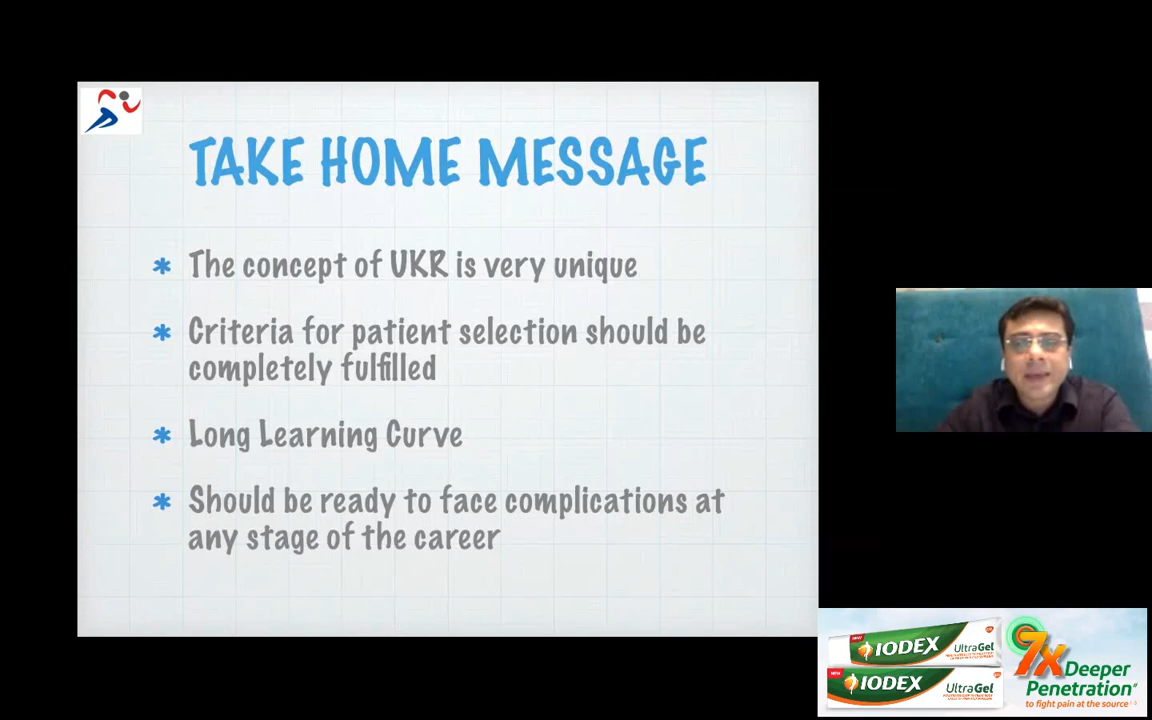 TAKE HOME MESSAGE
* The concept of UKR is very unique
* Criteria for patient selection should be
completely fulfilled
* Long Learning Curve
* Should be ready to face complications at
any stage of the career
NEW
IODEX
UltraGel
NEW
IODEX
UltraGel
7x Deeper
Penetration#
to fight pain at the source